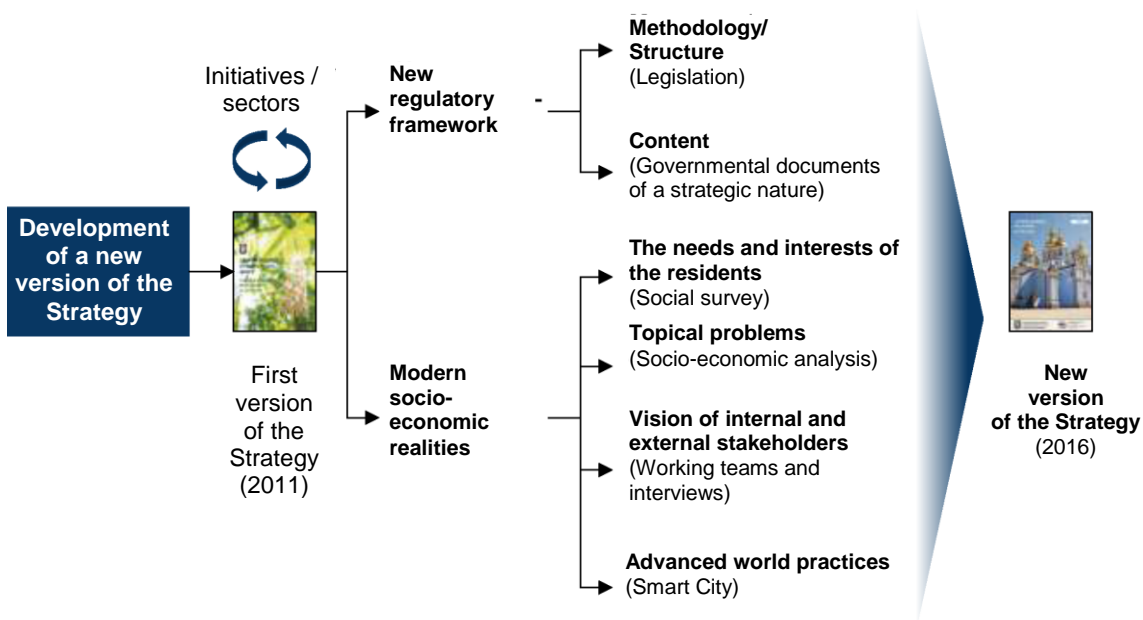 Initiatives /
sectors
Development
of a new
version of the
Strategy
First
version
of the
Strategy
(2011)
New
regulatory
framework
-
Modern
socio-
economic
realities
Methodology/
Structure
(Legislation)
Content
(Governmental documents
of a strategic nature)
The needs and interests of
the residents
(Social survey)
Topical problems
(Socio-economic analysis)
Vision of internal and
external stakeholders
(Working teams and
interviews)
Advanced world practices
(Smart City)
New
version
of the Strategy
(2016)